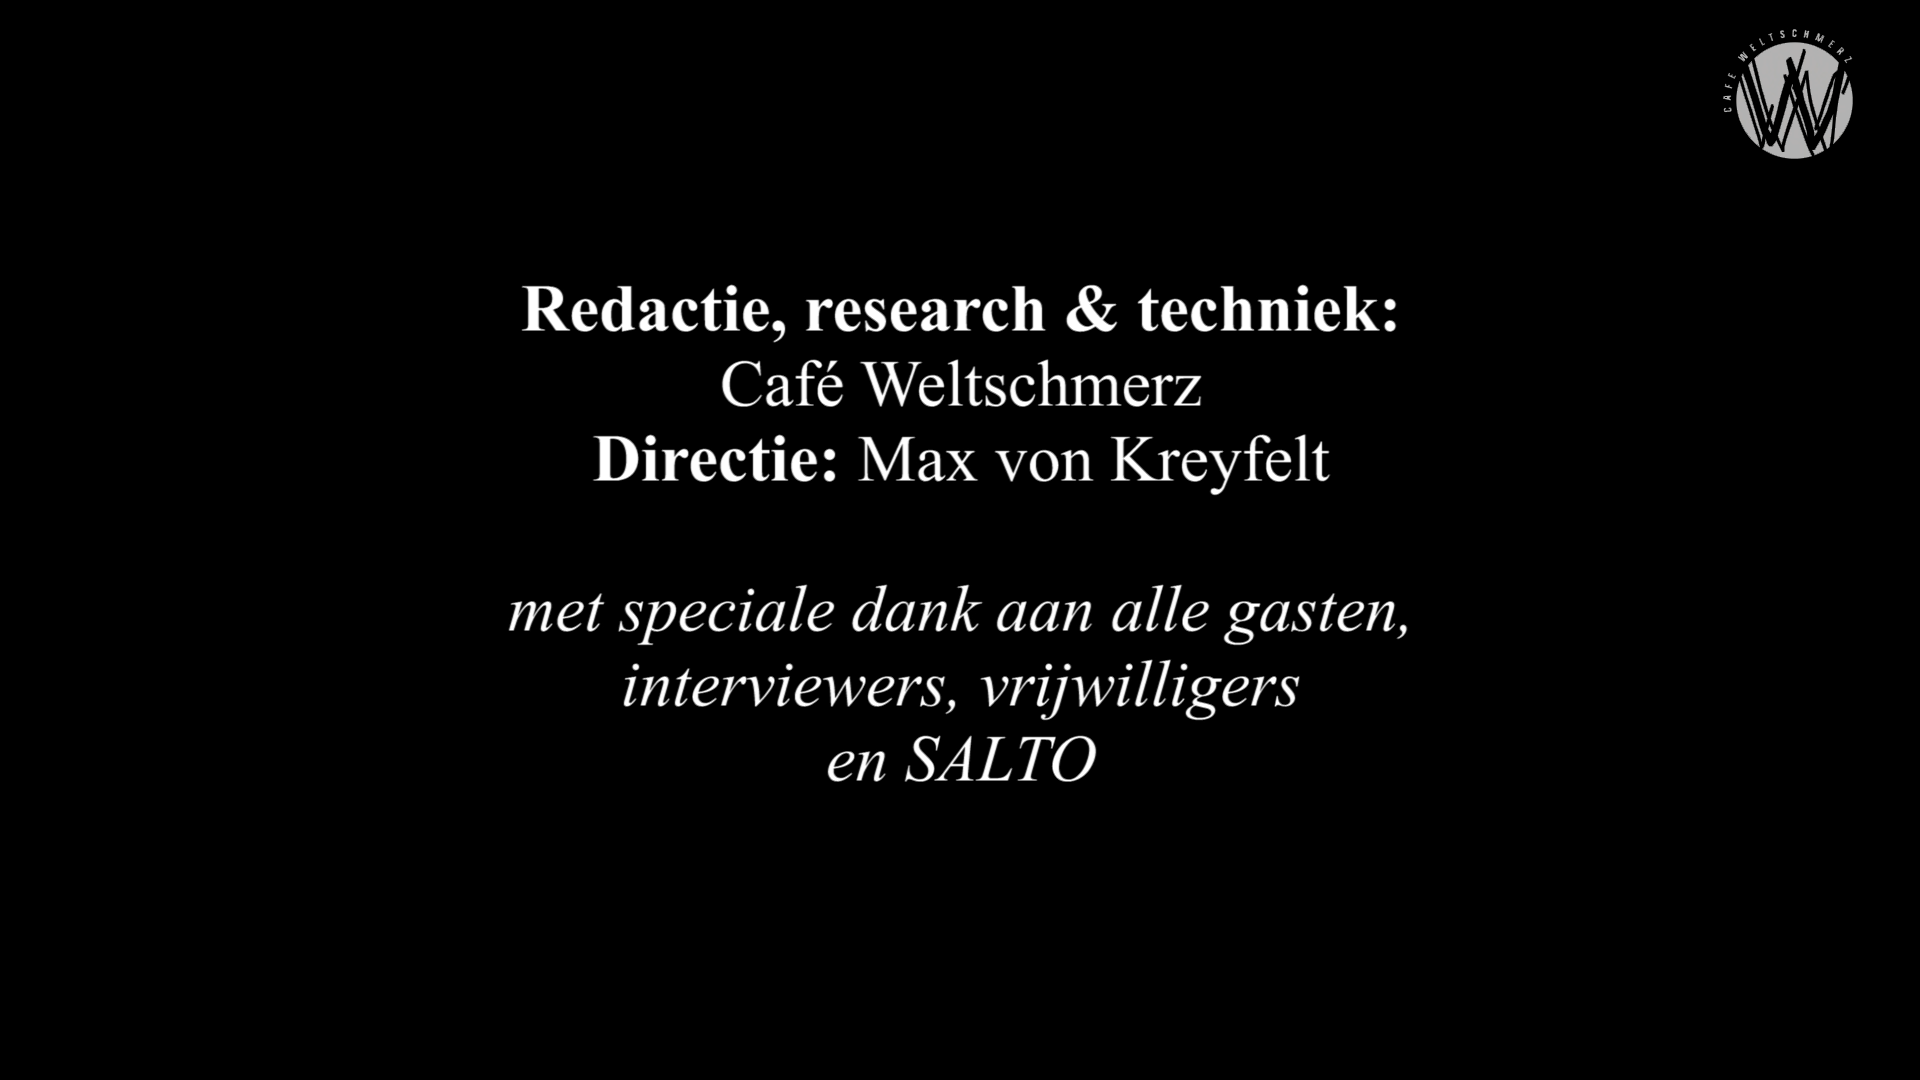 CAFE WELTSCHMERZ
Redactie, research & techniek:
Café Weltschmerz
Directie: Max von Kreyfelt
met speciale dank aan alle gasten,
interviewers, vrijwilligers
en SALTO